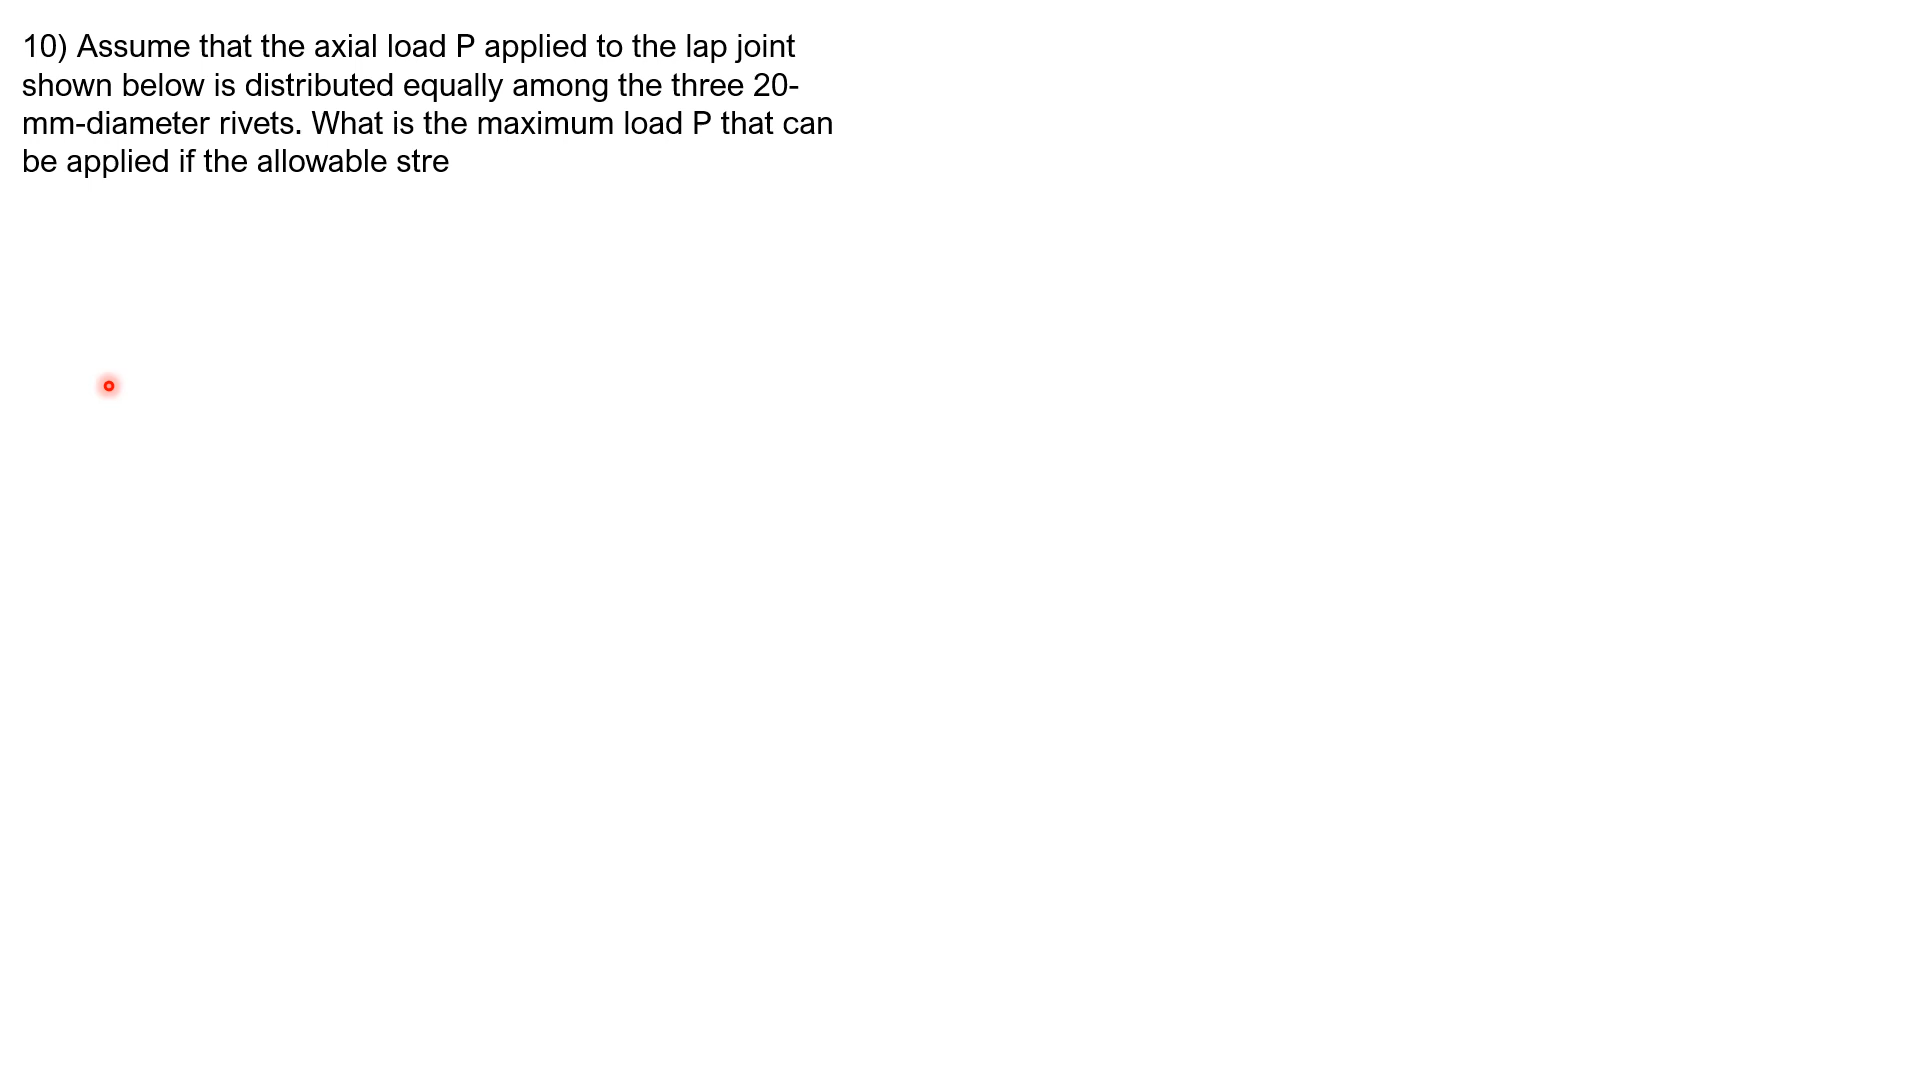 10) Assume that the axial load P applied to the lap joint
shown below is distributed equally among the three 20-
mm-diameter rivets. What is the maximum load P that can
be applied if the allowable stre